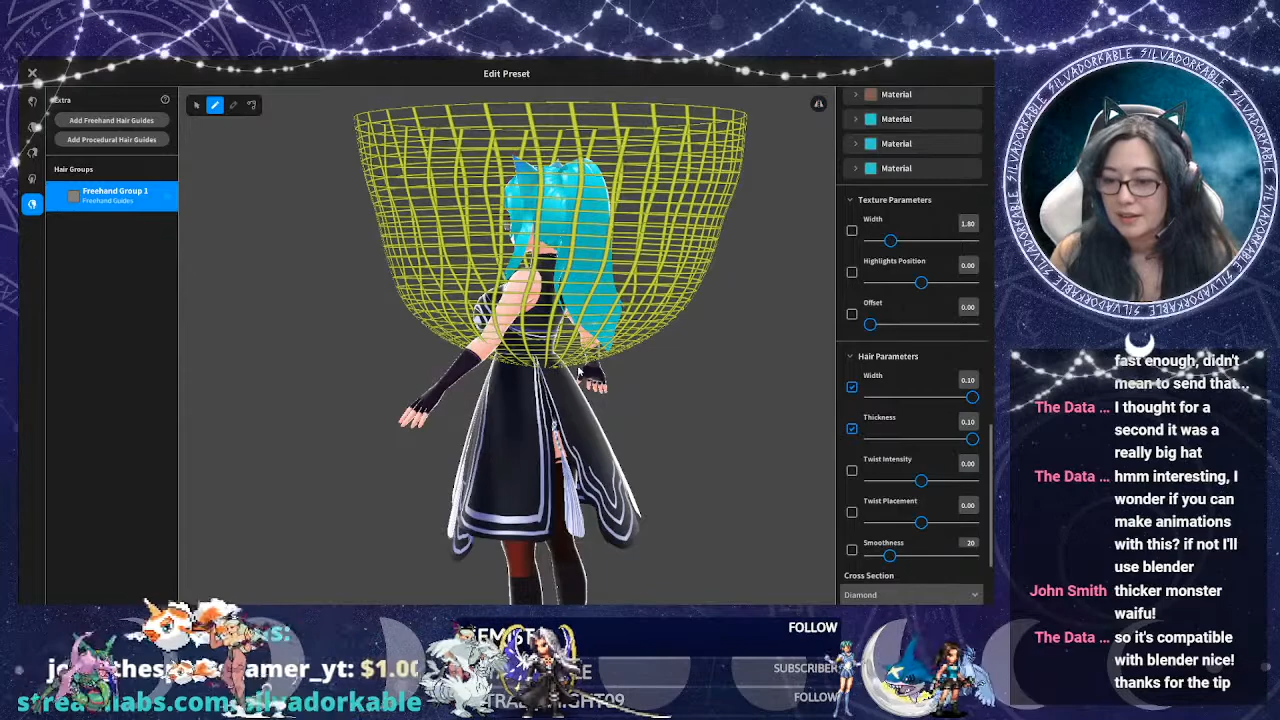 Edit Preset
Extra
Add Freehand Hair Guides
Add Procedural Hair Guides
Hair Groups
Freehand Group 1
Freehand Guides
Material
Material
Material
Material
Texture Parameters
Width
1.80
Highlights Position
0.00
Offset
0.00
Hair Parameters
Width
0.10
Thickness
0.10
Twist Intensity
0.00
Twist Placement
0.00
Smoothness
20
Cross Section
Diamond
SILVADORKABLE
fast enough, didn't
mean to send that...
The Data ... I thought for a
second it was a
really big hat
The Data ... hmm interesting, I
wonder if you can
make animations
with this? if not I'll
use blender
John Smith thicker monster
waifu!
The Data ... so it's compatible
with blender nice!
thanks for the tip
FOLLOW
$1.00
SUBSCRIBER
FOLLOW